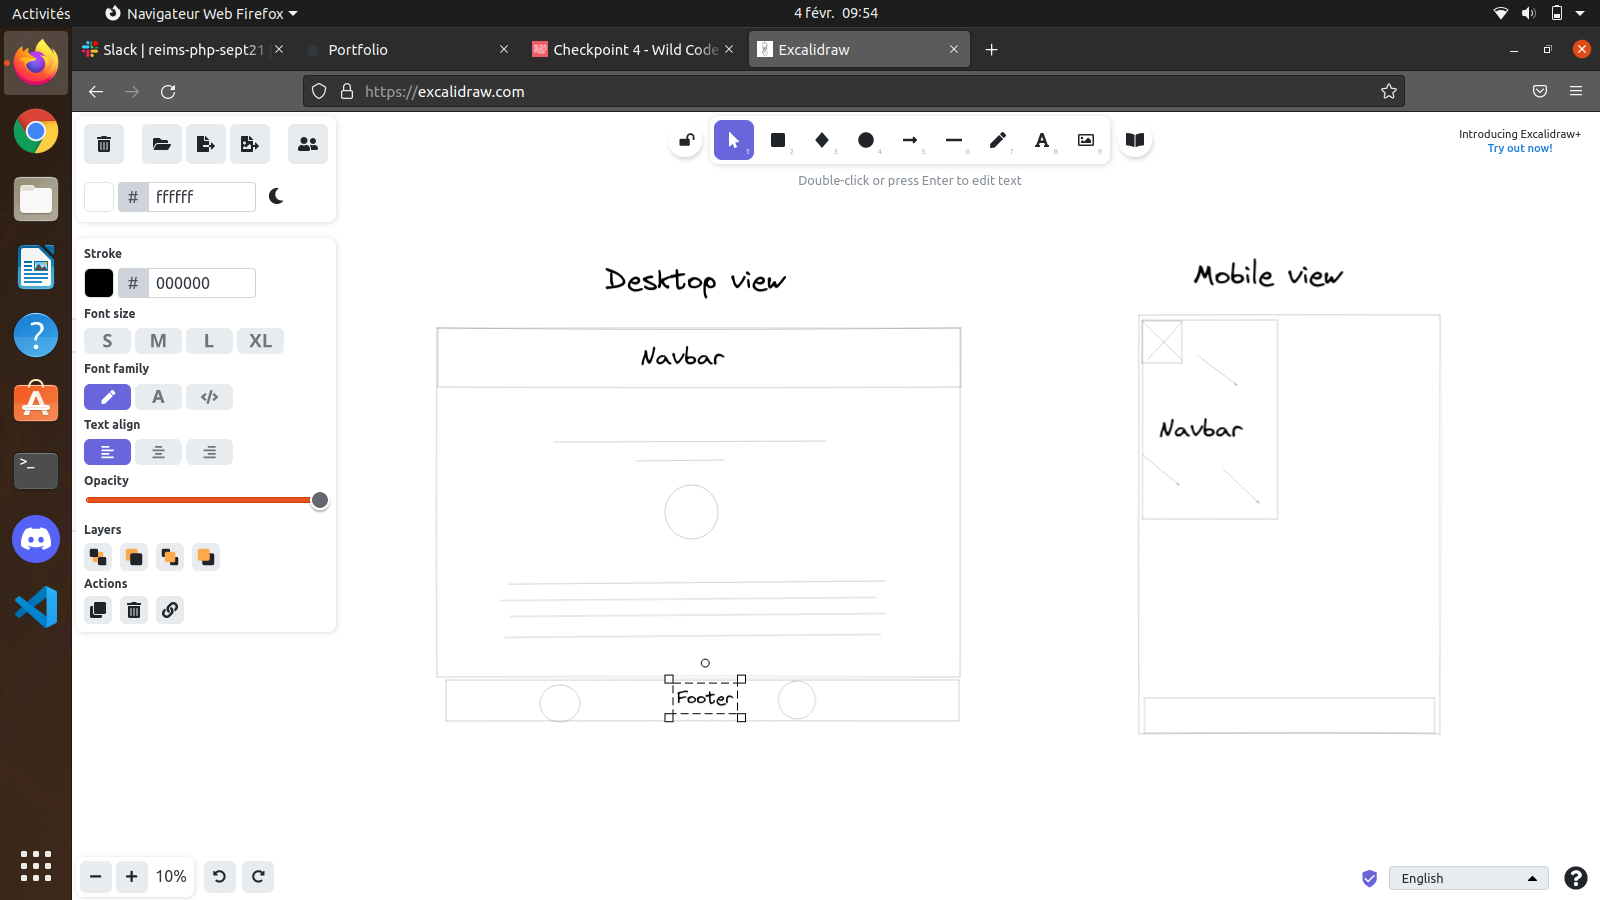 Activités
Navigateur Web Firefox
4 févr. 09:54
Slack | reims-php-sept21 |
Portfolio
Checkpoint 4 - Wild Code
Excalidraw
https://excalidraw.com
1
2
3
4
5
6
7
8
9
Introducing Excalidraw+
Try out now!
Double-click or press Enter to edit text
# ffffff
Stroke
# 000000
Font size
S M L XL
Font family
A </>
Text align
Opacity
Layers
Actions
Desktop view
Mobile view
Navbar
Navbar
Footer
10%
English